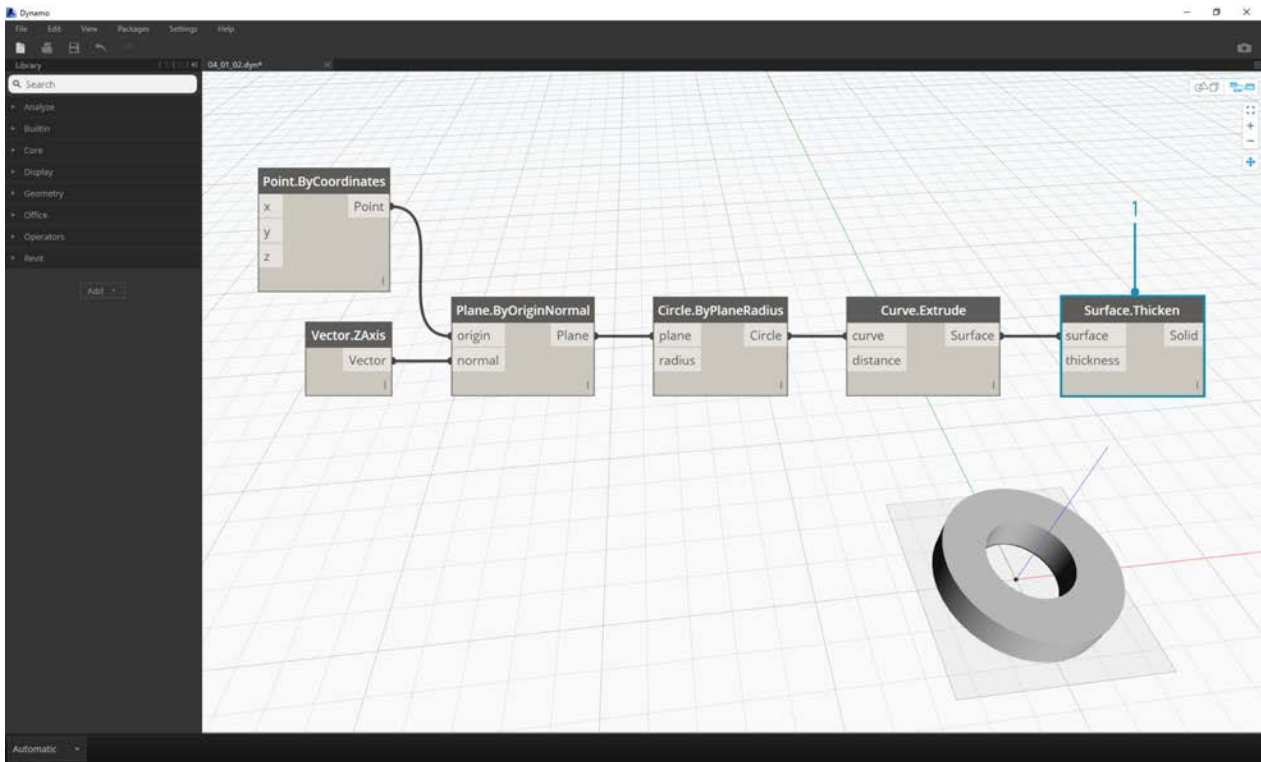 Dynamo
File Edit View Packages Settings Help
Library
04_01_02.dyn*
Search
Analyze
Builtin
Core
Display
Geometry
Office
Operators
Revit
Add
Point.ByCoordinates
x Point
y
z
Vector.ZAxis
Vector
Plane.ByOriginNormal
origin Plane
normal
Circle.ByPlaneRadius
plane Circle
radius
Curve.Extrude
curve Surface
distance
1
Surface.Thicken
surface Solid
thickness
Automatic